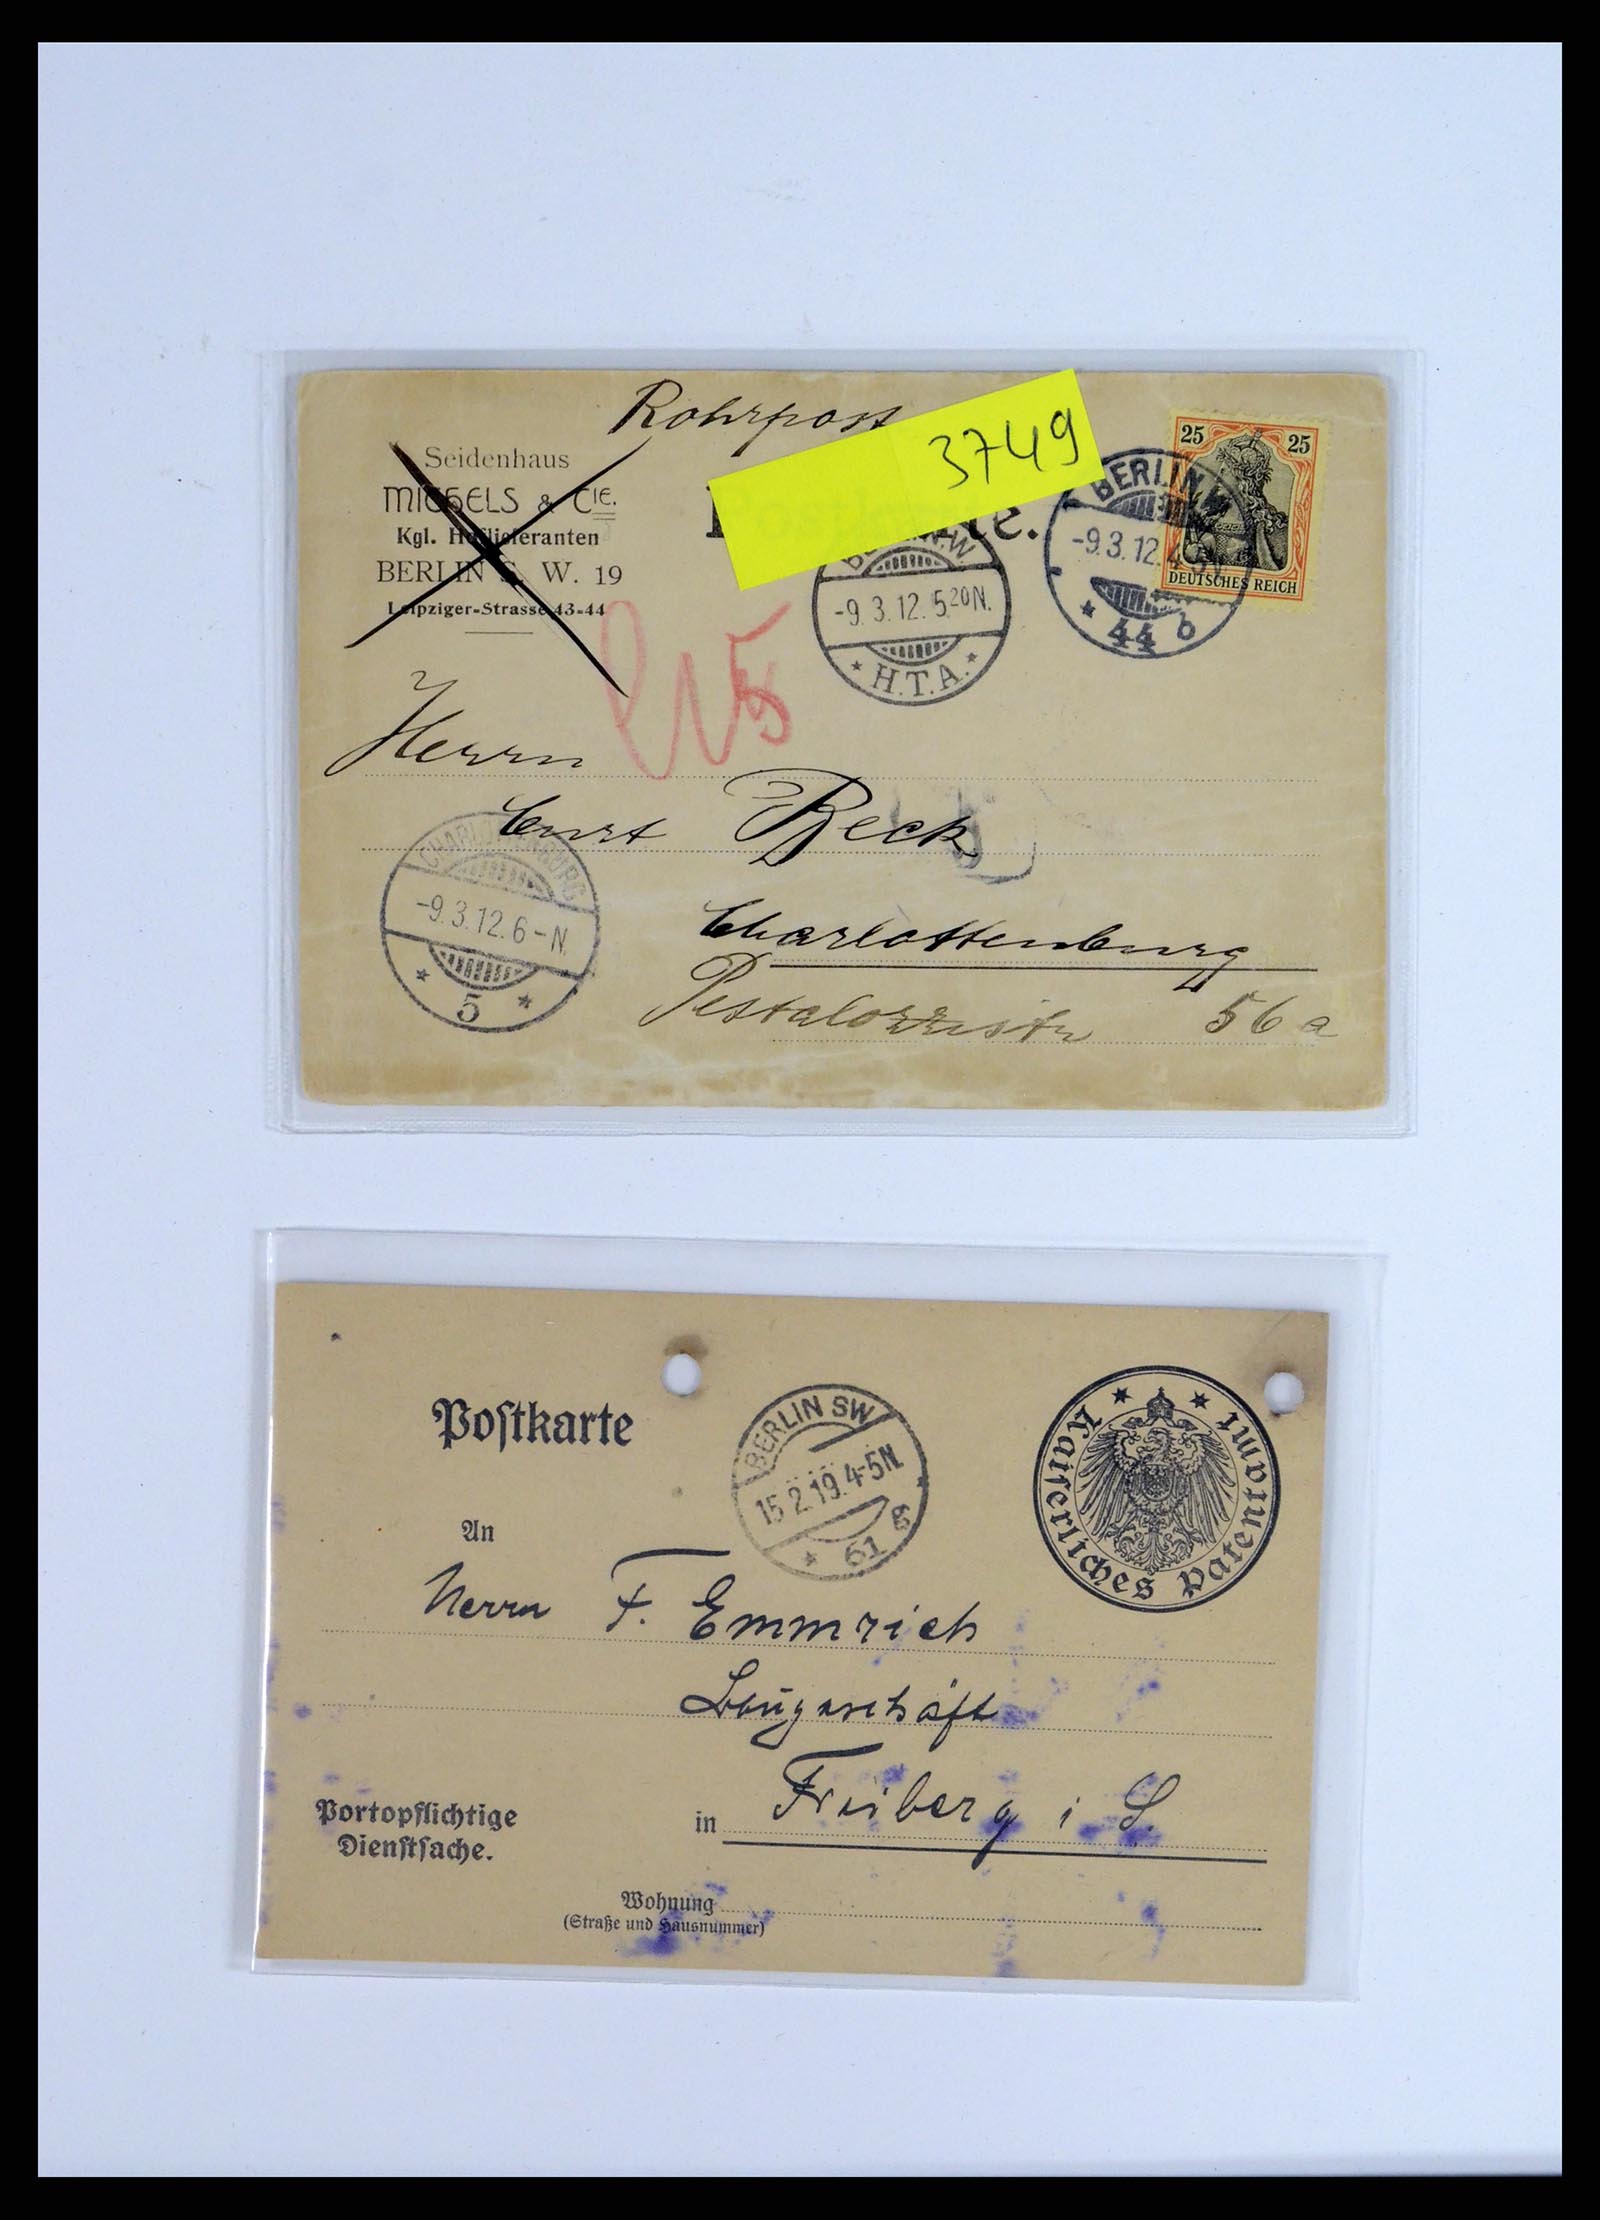 Rohrpost
3749
Seidenhaus
MICHELS & CIE.
Kgl. Hoflieferanten
BERLIN S. W. 19
Leipziger-Strasse 43-44
25 25
DEUTSCHES REICH
BERLIN W.
-9.3.12.4
* 44 b
N.W.
-9.3.12.5 20N.
* H.T.A. *
Herrn
Curt Beck
CHARLOTTENBURG
-9.3.12.6-N.
* 5 *
Charlottenburg
Pestalozzistr 56a
Postkarte
BERLIN SW
15.2.19.4-5N.
* 61 g
Kaiserliches Patentamt
An
Herrn F. Emmrich
Baugeschäft
Portopflichtige
Dienstsache.
in Freiberg i S.
Wohnung
(Straße und Hausnummer)